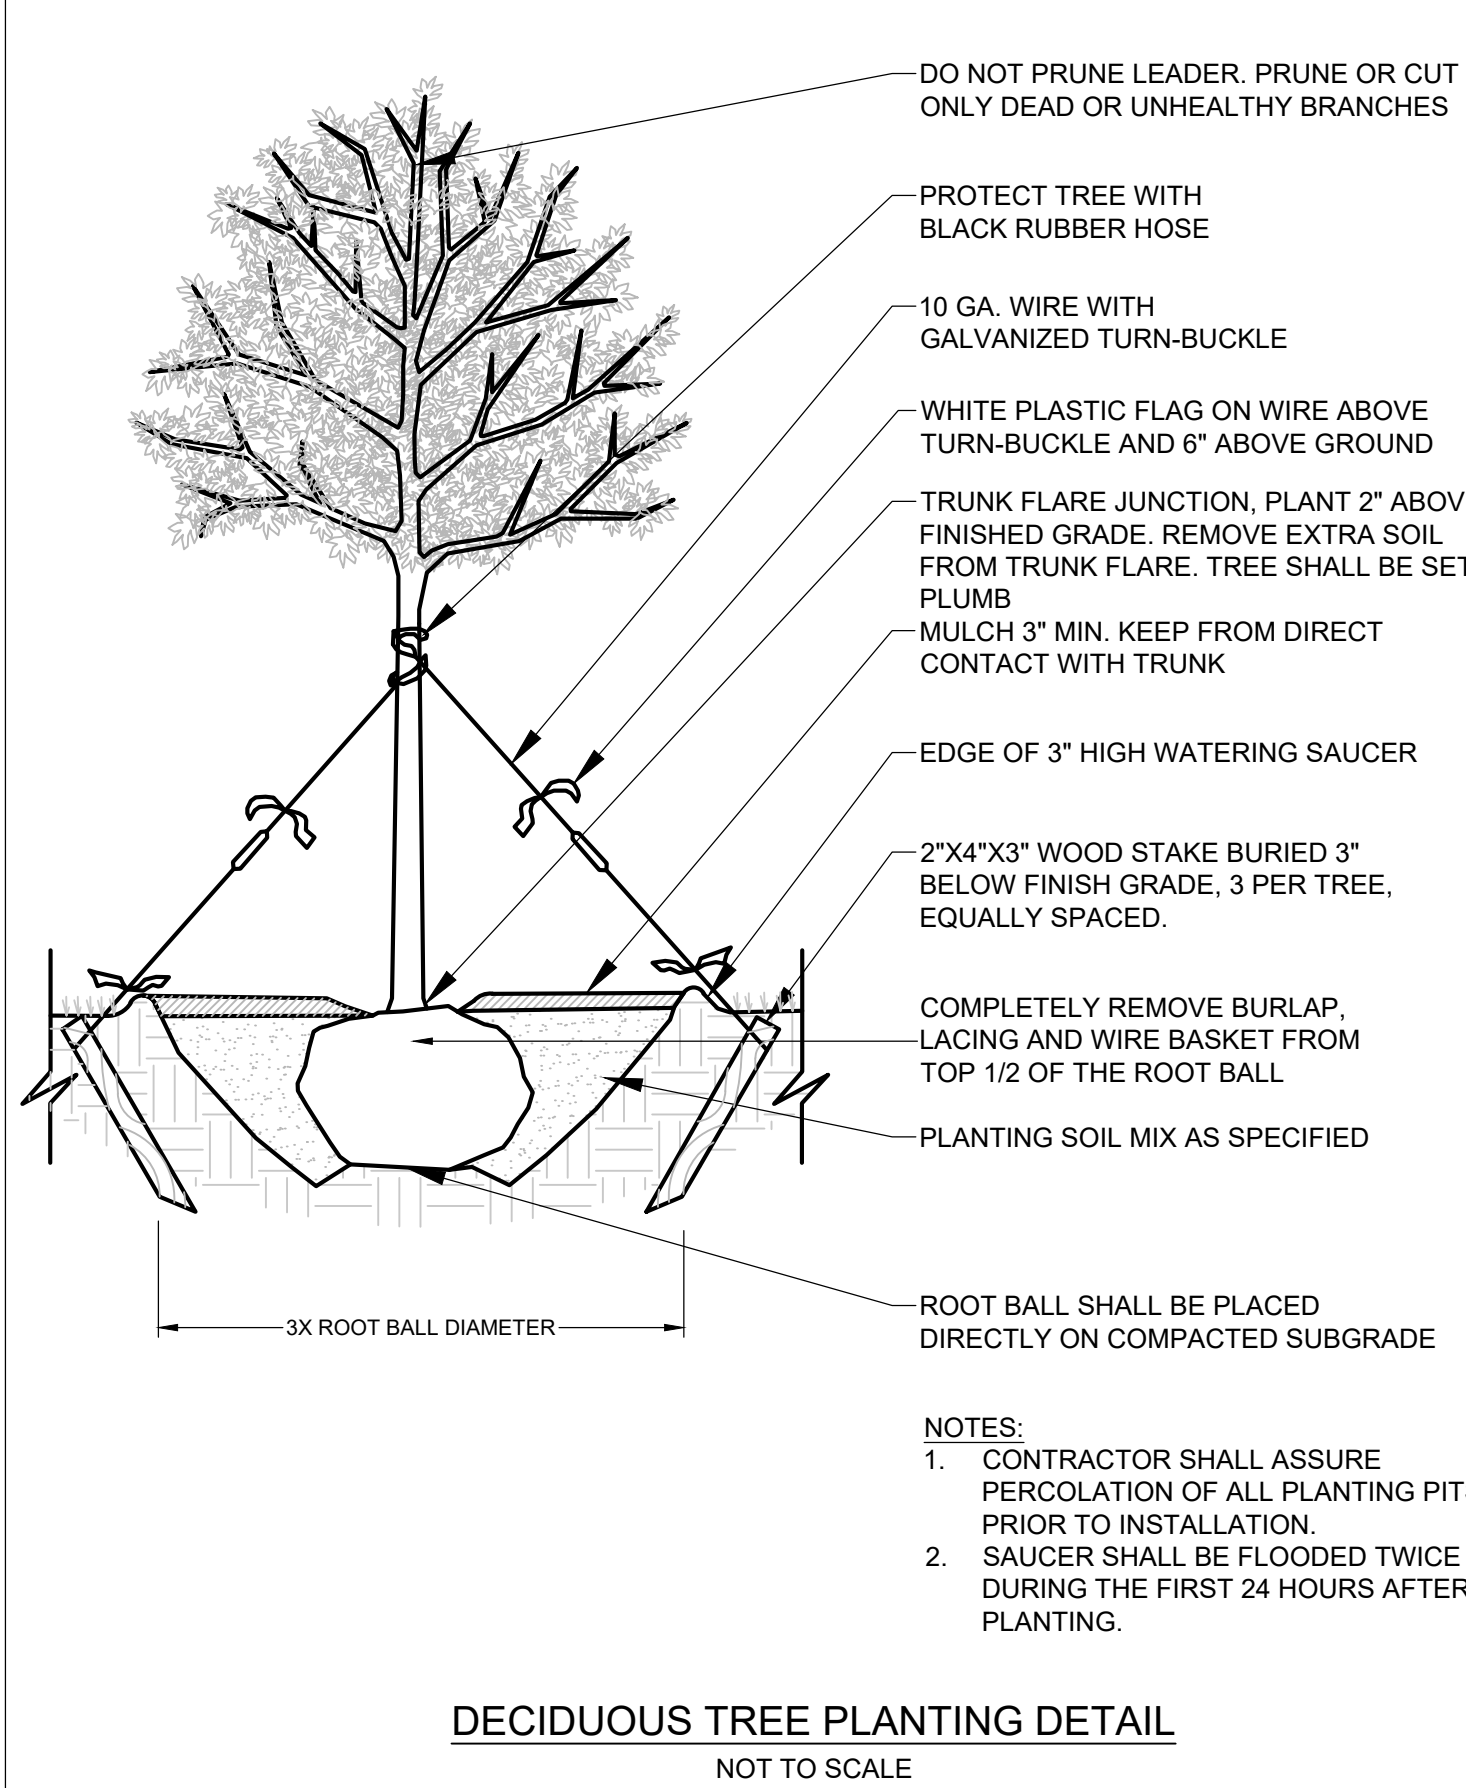 DO NOT PRUNE LEADER. PRUNE OR CUT
ONLY DEAD OR UNHEALTHY BRANCHES
PROTECT TREE WITH
BLACK RUBBER HOSE
10 GA. WIRE WITH
GALVANIZED TURN-BUCKLE
WHITE PLASTIC FLAG ON WIRE ABOVE
TURN-BUCKLE AND 6" ABOVE GROUND
TRUNK FLARE JUNCTION, PLANT 2" ABOV
FINISHED GRADE. REMOVE EXTRA SOIL
FROM TRUNK FLARE. TREE SHALL BE SET
PLUMB
MULCH 3" MIN. KEEP FROM DIRECT
CONTACT WITH TRUNK
EDGE OF 3" HIGH WATERING SAUCER
2"X4"X3" WOOD STAKE BURIED 3"
BELOW FINISH GRADE, 3 PER TREE,
EQUALLY SPACED.
COMPLETELY REMOVE BURLAP,
LACING AND WIRE BASKET FROM
TOP 1/2 OF THE ROOT BALL
PLANTING SOIL MIX AS SPECIFIED
ROOT BALL SHALL BE PLACED
DIRECTLY ON COMPACTED SUBGRADE
3X ROOT BALL DIAMETER
NOTES:
1. CONTRACTOR SHALL ASSURE
PERCOLATION OF ALL PLANTING PITS
PRIOR TO INSTALLATION.
2. SAUCER SHALL BE FLOODED TWICE
DURING THE FIRST 24 HOURS AFTER
PLANTING.
DECIDUOUS TREE PLANTING DETAIL
NOT TO SCALE